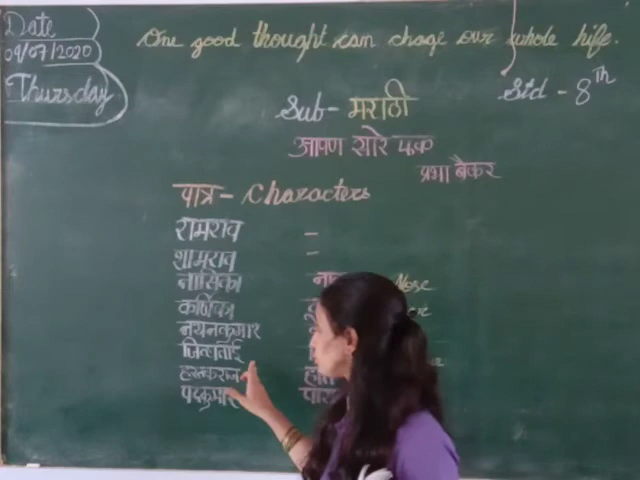 Date
09/07/2020
Thursday
One good thought can chage our whole life.
Std - 8th
Sub - मराठी
आपण सारे एक
प्रभा बैकर
पात्र - Characters
रामराव -
शामराव -
नासिका Nose
कर्णिका
नयनकुमार
जिव्हाताई
हस्तकराज
पदकुमार